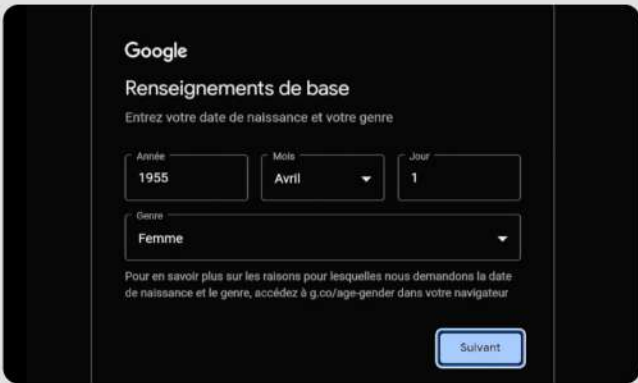 Google
Renseignements de base
Entrez votre date de naissance et votre genre
Année
Mois
Jour
1955
Avril
1
Genre
Femme
Pour en savoir plus sur les raisons pour lesquelles nous demandons la date
de naissance et le genre, accédez à g.co/age-gender dans votre navigateur
Suivant